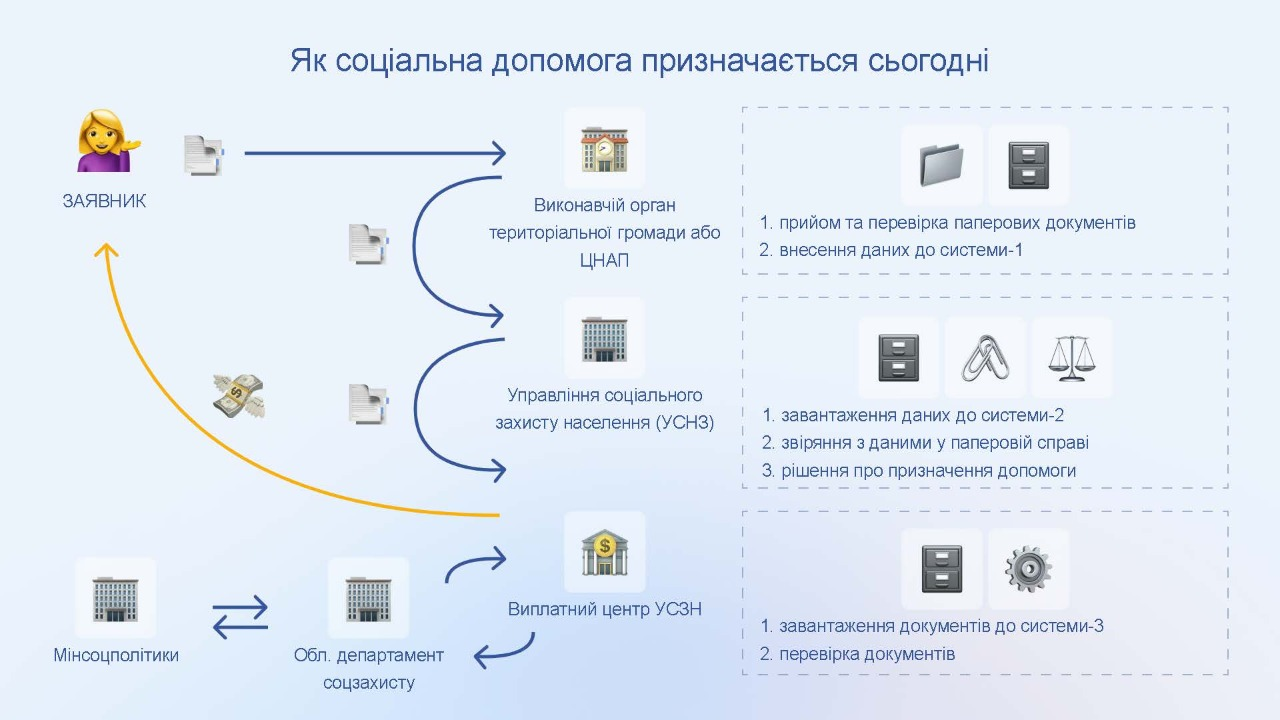 Як соціальна допомога призначається сьогодні
ЗАЯВНИК
Виконавчій орган
територіальної громади або
ЦНАП
1. прийом та перевірка паперових документів
2. внесення даних до системи-1
Управління соціального
захисту населення (УСНЗ)
1. завантаження даних до системи-2
2. звіряння з даними у паперовій справі
3. рішення про призначення допомоги
Виплатний центр УСЗН
1. завантаження документів до системи-3
2. перевірка документів
Мінсоцполітики
Обл. департамент
соцзахисту